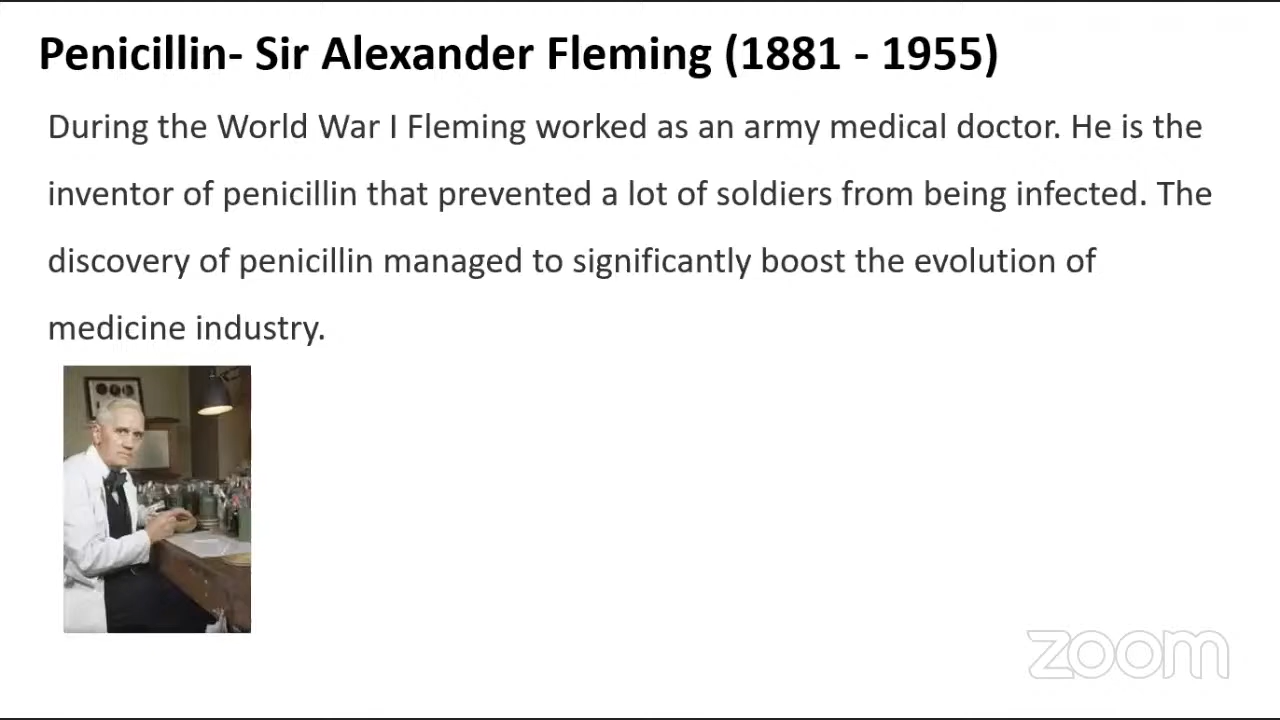 Penicillin- Sir Alexander Fleming (1881 - 1955)
During the World War I Fleming worked as an army medical doctor. He is the
inventor of penicillin that prevented a lot of soldiers from being infected. The
discovery of penicillin managed to significantly boost the evolution of
medicine industry.
zoom